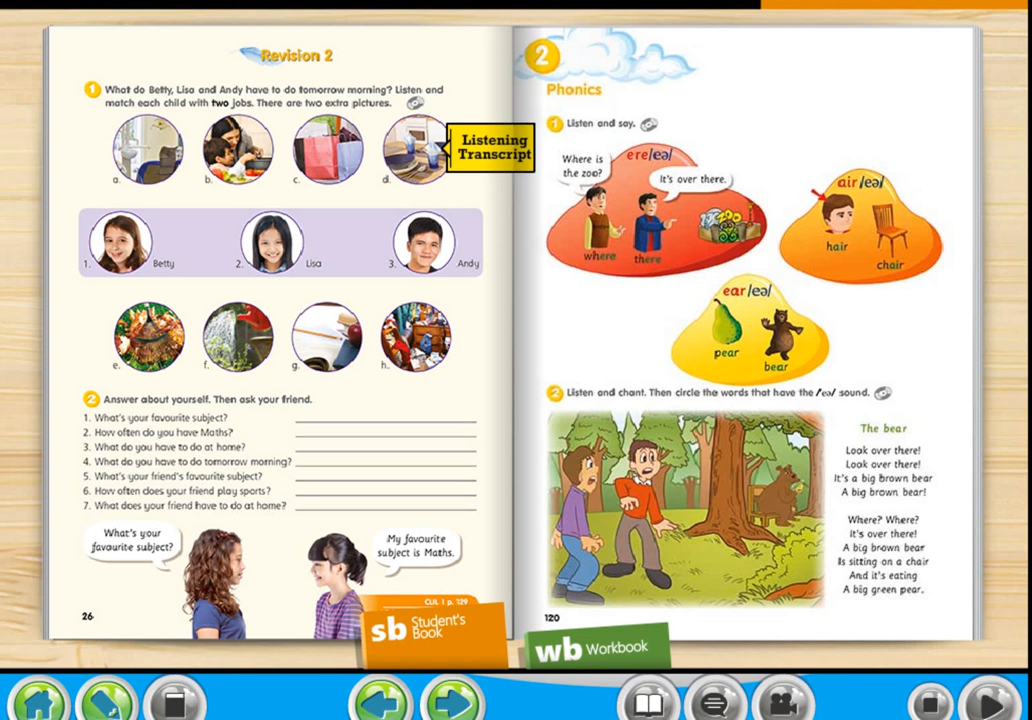 Revision 2
1 What do Betty, Lisa and Andy have to do tomorrow morning? Listen and
match each child with two jobs. There are two extra pictures.
a.
b.
c.
d.
Listening
Transcript
1. Betty
2. Lisa
3. Andy
e.
f.
g.
h.
2 Answer about yourself. Then ask your friend.
1. What's your favourite subject?
2. How often do you have Maths?
3. What do you have to do at home?
4. What do you have to do tomorrow morning?
5. What's your friend's favourite subject?
6. How often does your friend play sports?
7. What does your friend have to do at home?
What's your
favourite subject?
My favourite
subject is Maths.
CLIL 1 p. 129
26
sb Student's
Book
2
Phonics
1 Listen and say.
ere/eə/
Where is
the zoo?
It's over there.
ZOO
where
there
air/eə/
hair
chair
ear/eə/
pear
bear
2 Listen and chant. Then circle the words that have the /eə/ sound.
The bear
Look over there!
Look over there!
It's a big brown bear
A big brown bear!
Where? Where?
It's over there!
A big brown bear
Is sitting on a chair
And it's eating
A big green pear.
120
wb Workbook